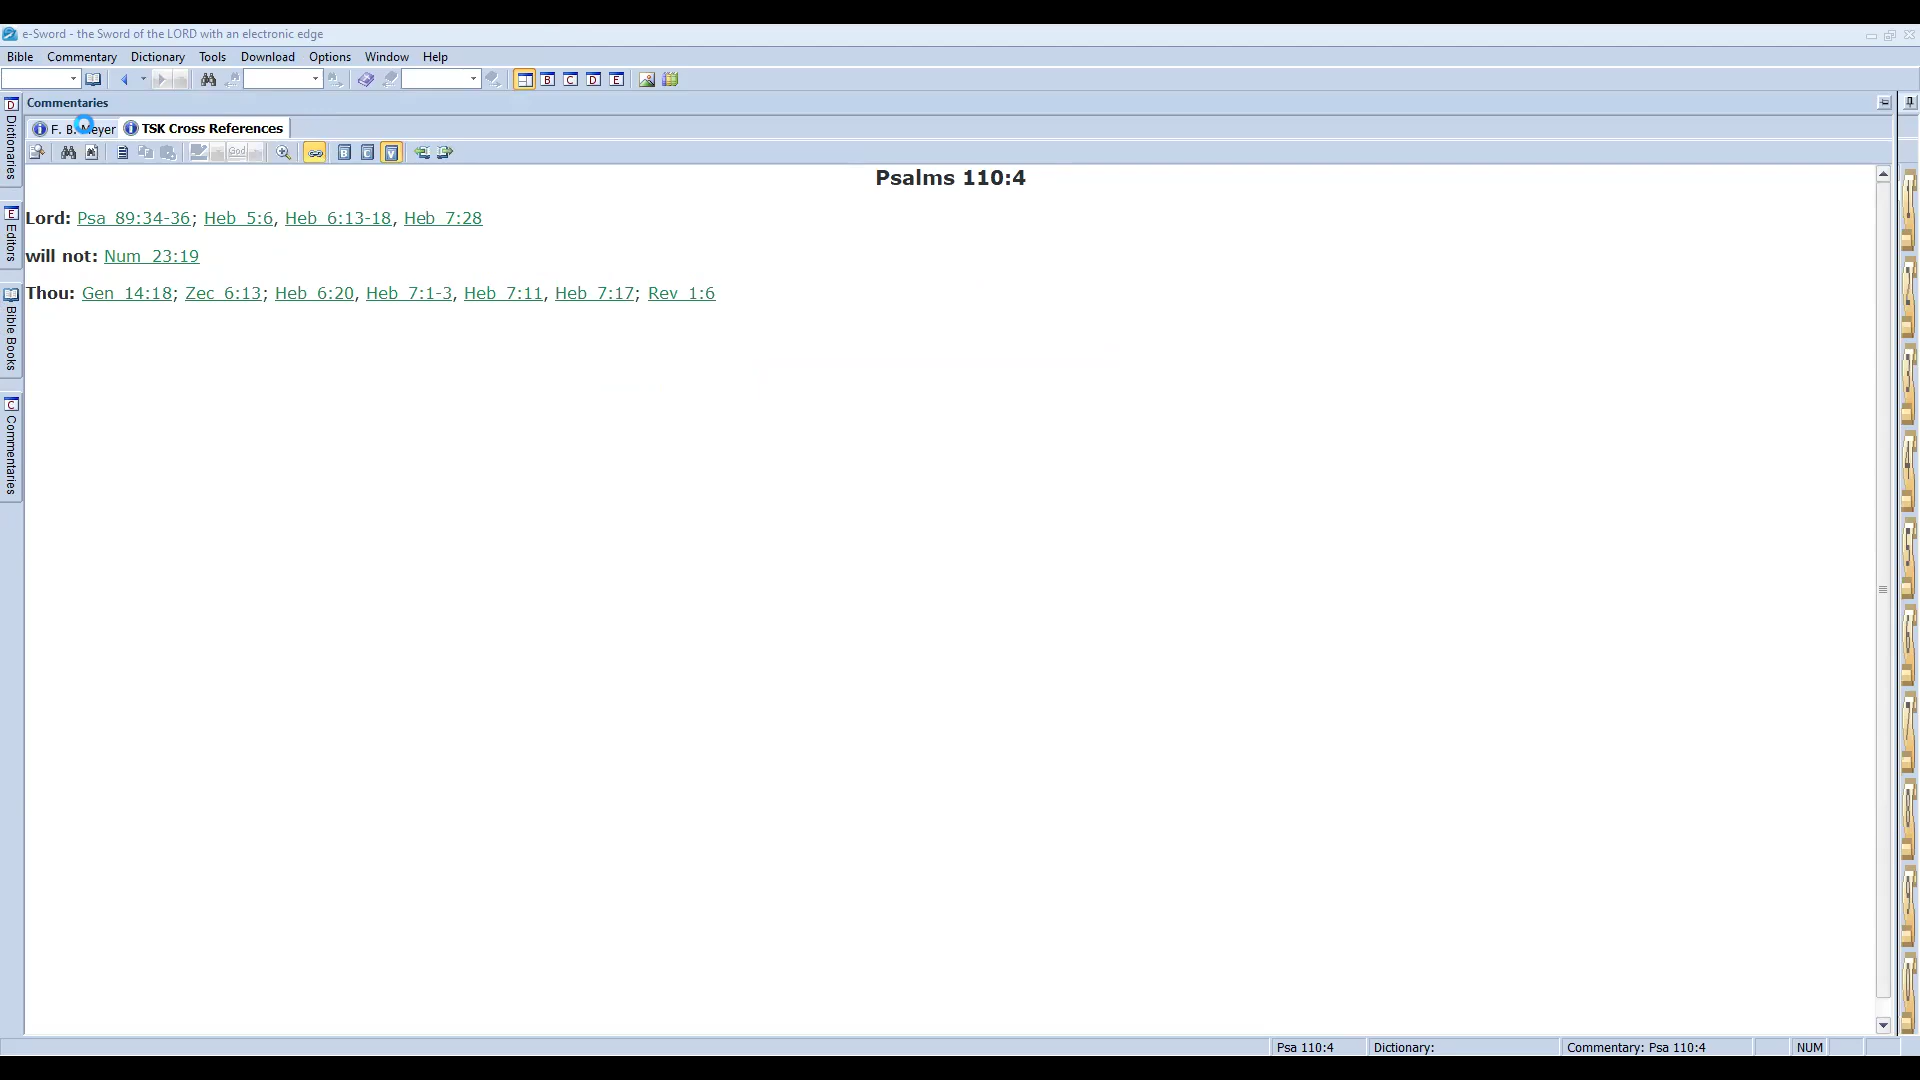 e-Sword - the Sword of the LORD with an electronic edge
Bible Commentary Dictionary Tools Download Options Window Help
B C D E
Commentaries
F. B. Meyer TSK Cross References
God
B C V
Psalms 110:4
Lord: Psa 89:34-36; Heb 5:6, Heb 6:13-18, Heb 7:28
will not: Num 23:19
Thou: Gen 14:18; Zec 6:13; Heb 6:20, Heb 7:1-3, Heb 7:11, Heb 7:17; Rev 1:6
D Dictionaries
E Editors
Bible Books
C Commentaries
Psa 110:4 Dictionary: Commentary: Psa 110:4 NUM